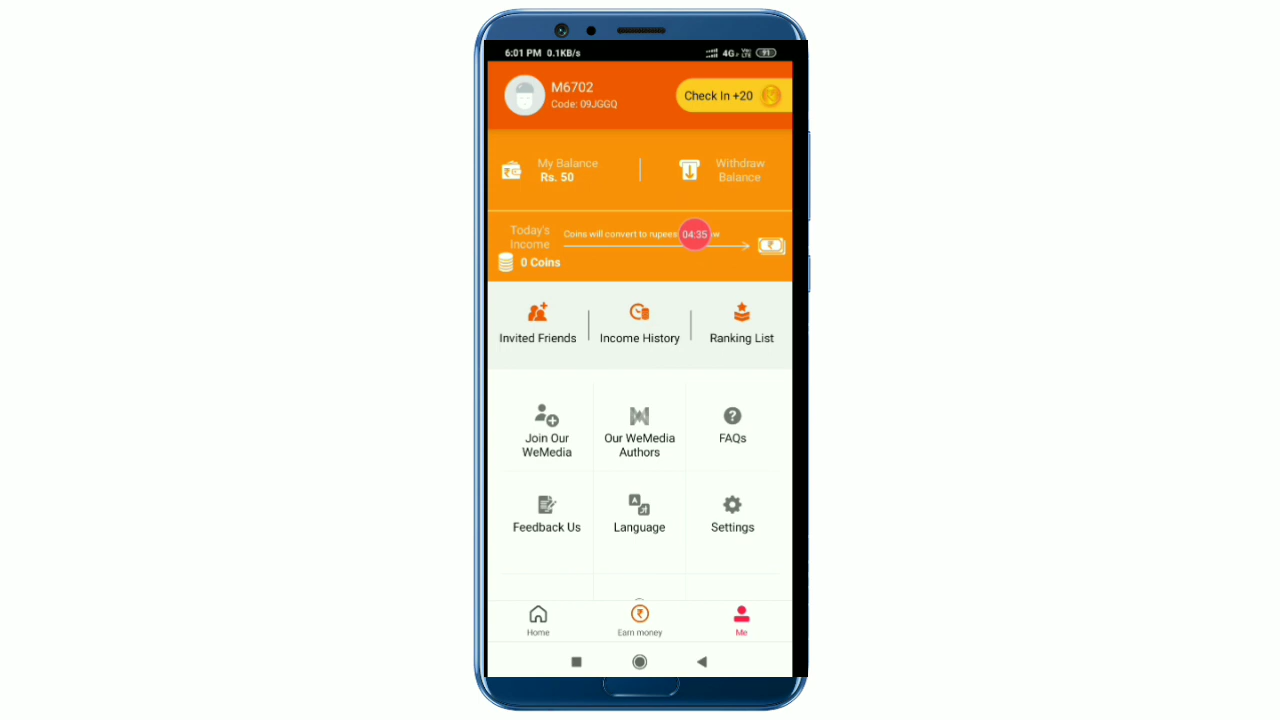 6:01 PM 0.1KB/s
4G
91
M6702
Code: 09JGGQ
Check In +20
My Balance
Rs. 50
Withdraw
Balance
Today's
Income
Coins will convert to rupees
04:35
0 Coins
Invited Friends
Income History
Ranking List
Join Our
WeMedia
Our WeMedia
Authors
FAQs
Feedback Us
Language
Settings
Home
Earn money
Me